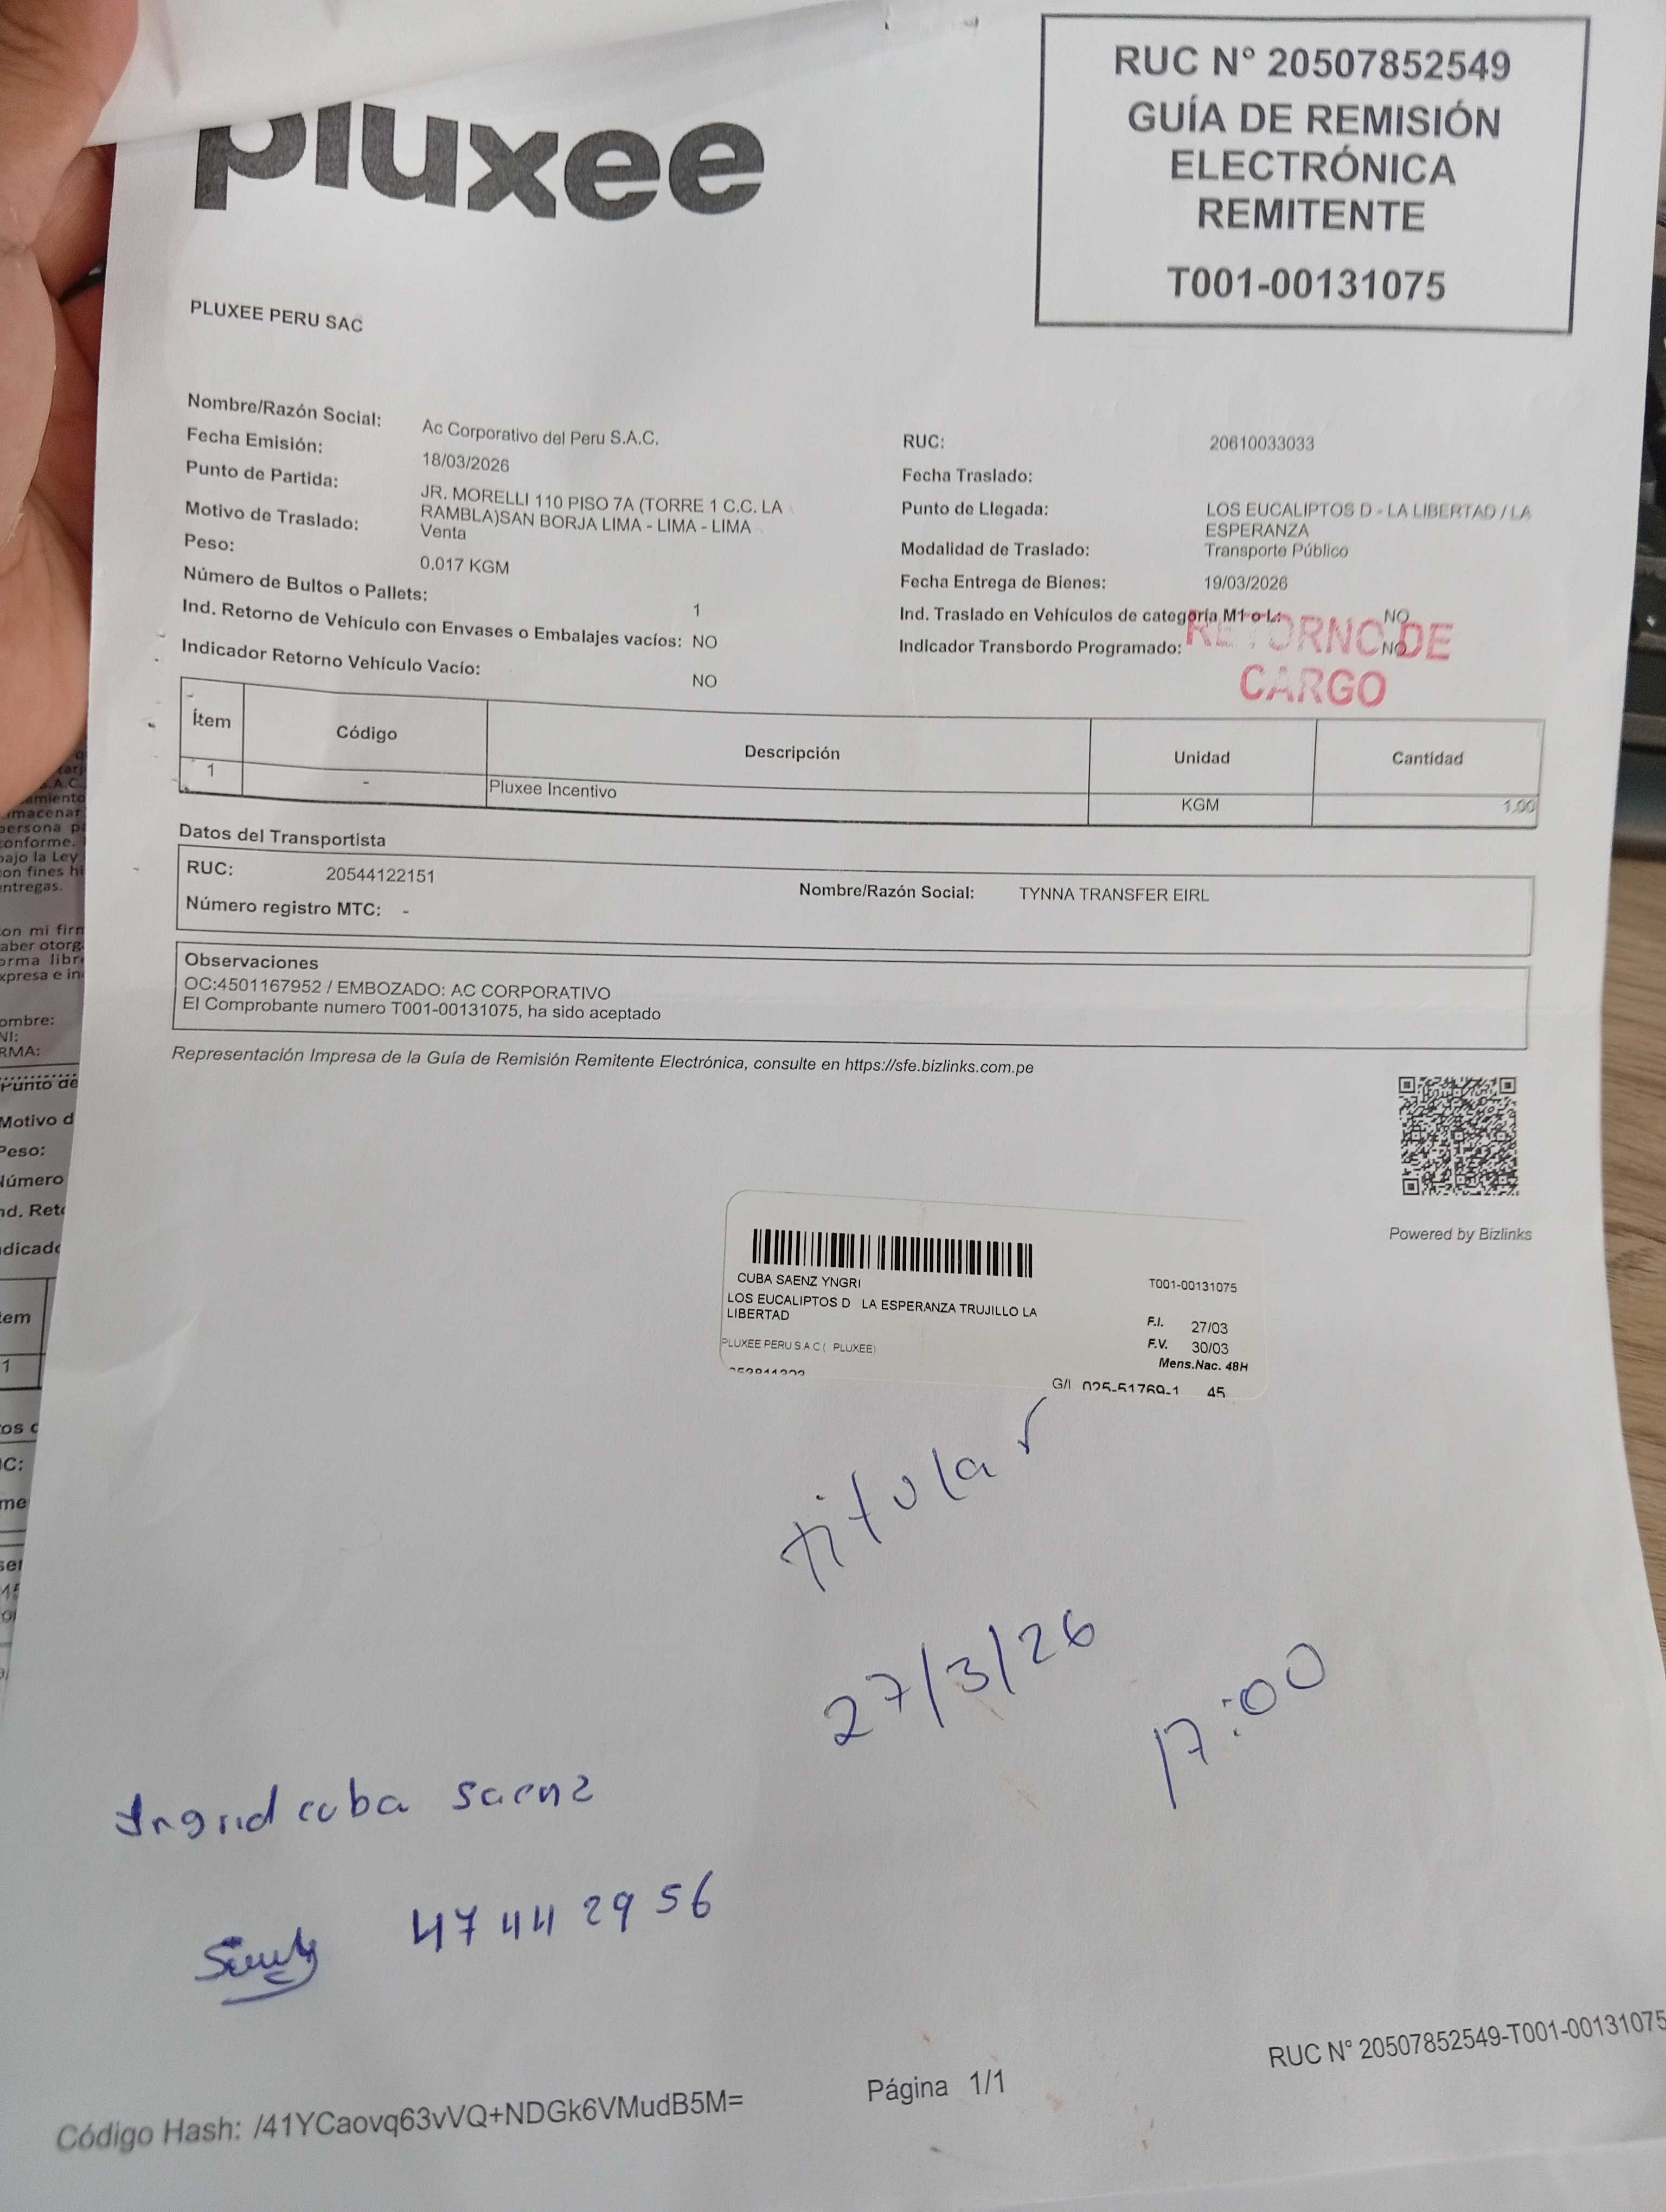 pluxee
RUC N° 20507852549
GUÍA DE REMISIÓN
ELECTRÓNICA
REMITENTE
T001-00131075
PLUXEE PERU SAC
Nombre/Razón Social: Ac Corporativo del Peru S.A.C.
Fecha Emisión: 18/03/2026
Punto de Partida: JR. MORELLI 110 PISO 7A (TORRE 1 C.C. LA
RAMBLA)SAN BORJA LIMA - LIMA - LIMA
Motivo de Traslado: Venta
Peso: 0.017 KGM
Número de Bultos o Pallets: 1
Ind. Retorno de Vehículo con Envases o Embalajes vacíos: NO
Indicador Retorno Vehículo Vacío: NO
RUC: 20610033033
Fecha Traslado:
Punto de Llegada: LOS EUCALIPTOS D - LA LIBERTAD / LA
ESPERANZA
Modalidad de Traslado: Transporte Público
Fecha Entrega de Bienes: 19/03/2026
Ind. Traslado en Vehículos de categoría M1 o L: NO
Indicador Transbordo Programado: NO
RETORNO DE
CARGO
Ítem Código Descripción Unidad Cantidad
1 - Pluxee Incentivo KGM 1.00
Datos del Transportista
RUC: 20544122151 Nombre/Razón Social: TYNNA TRANSFER EIRL
Número registro MTC: -
Observaciones
OC:4501167952 / EMBOZADO: AC CORPORATIVO
El Comprobante numero T001-00131075, ha sido aceptado
Representación Impresa de la Guía de Remisión Remitente Electrónica, consulte en https://sfe.bizlinks.com.pe
Powered by Bizlinks
CUBA SAENZ YNGRI T001-00131075
LOS EUCALIPTOS D LA ESPERANZA TRUJILLO LA
LIBERTAD
F.I. 27/03
PLUXEE PERU S A C ( PLUXEE) F.V. 30/03
Mens.Nac. 48H
G/I 025-51769-1 45
titular
27/3/26
17:00
Ingrid cuba saenz
47442956
Código Hash: /41YCaovq63vVQ+NDGk6VMudB5M=
Página 1/1
RUC N° 20507852549-T001-00131075